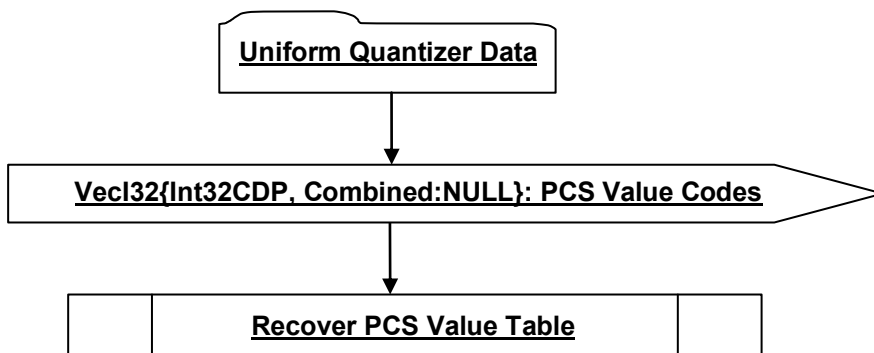 Uniform Quantizer Data
VecI32{Int32CDP, Combined:NULL}: PCS Value Codes
Recover PCS Value Table